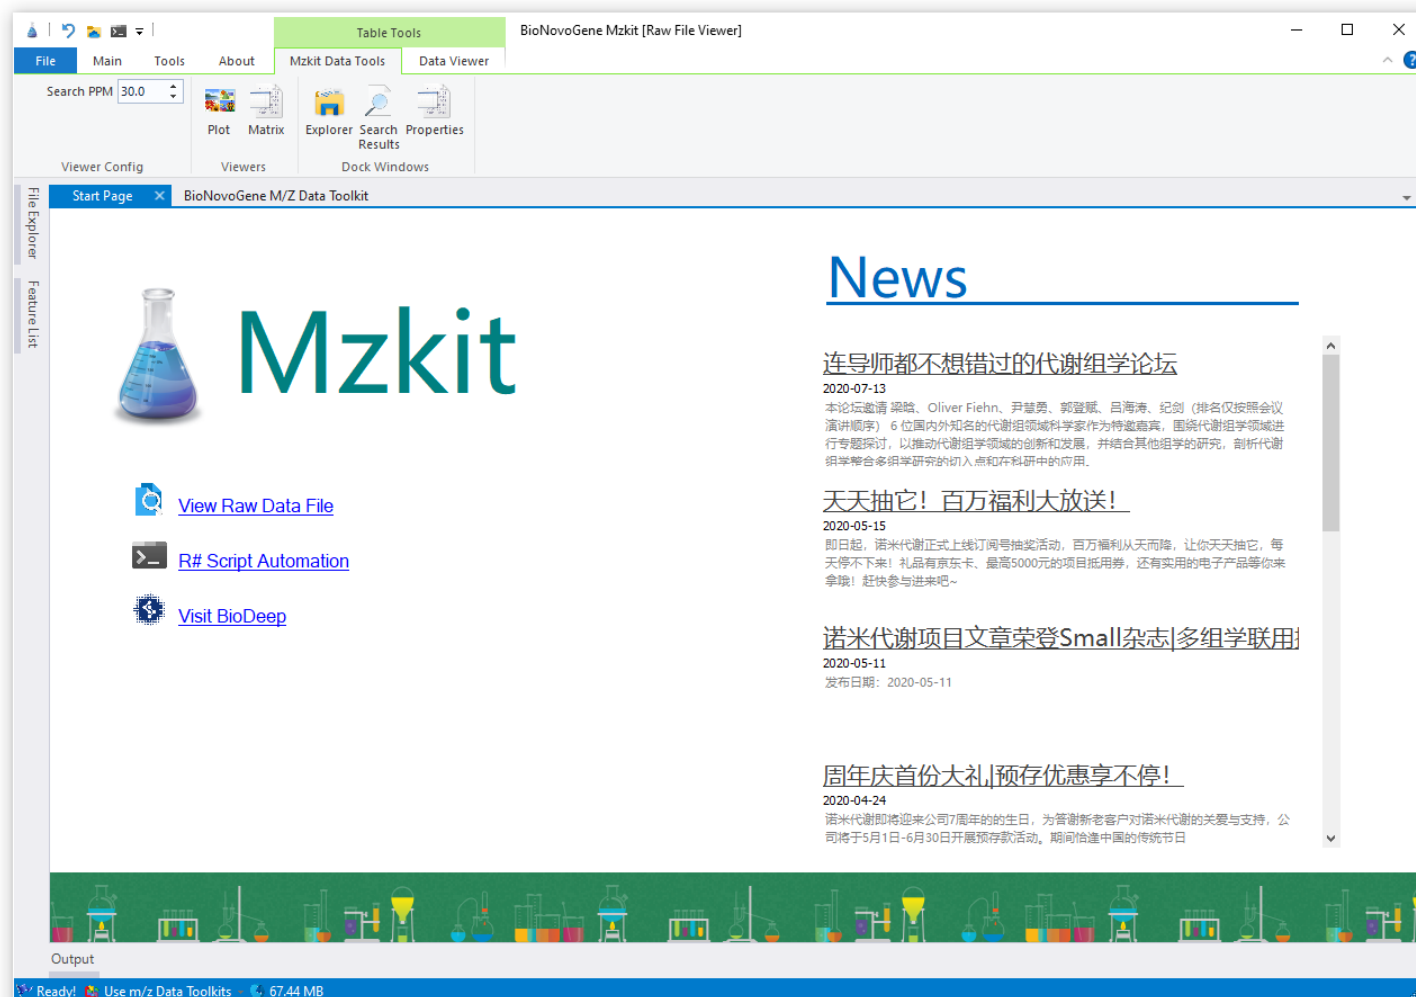 Table Tools
BioNovoGene Mzkit [Raw File Viewer]
File
Main
Tools
About
Mzkit Data Tools
Data Viewer
Search PPM 30.0
Plot
Matrix
Explorer
Search Results
Properties
Viewer Config
Viewers
Dock Windows
File Explorer
Feature List
Start Page
BioNovoGene M/Z Data Toolkit
Mzkit
View Raw Data File
R# Script Automation
Visit BioDeep
News
连导师都不想错过的代谢组学论坛
2020-07-13
本论坛邀请 梁晗、Oliver Fiehn、尹慧勇、郭登赋、吕海涛、纪剑（排名仅按照会议
演讲顺序） 6 位国内外知名的代谢组领域科学家作为特邀嘉宾，围绕代谢组学领域进
行专题探讨，以推动代谢组学领域的创新和发展，并结合其他组学的研究，剖析代谢
组学整合多组学研究的切入点和在科研中的应用。
天天抽它！百万福利大放送！
2020-05-15
即日起，诺米代谢正式上线订阅号抽奖活动，百万福利从天而降，让你天天抽它，每
天停不下来！礼品有京东卡、最高5000元的项目抵用券，还有实用的电子产品等你来
拿哦！赶快参与进来吧~
诺米代谢项目文章荣登Small杂志|多组学联用
2020-05-11
发布日期：2020-05-11
周年庆首份大礼|预存优惠享不停！
2020-04-24
诺米代谢即将迎来公司7周年的的生日，为答谢新老客户对诺米代谢的关爱与支持，公
司将于5月1日-6月30日开展预存款活动。期间恰逢中国的传统节日
Output
Ready!
Use m/z Data Toolkits
67.44 MB